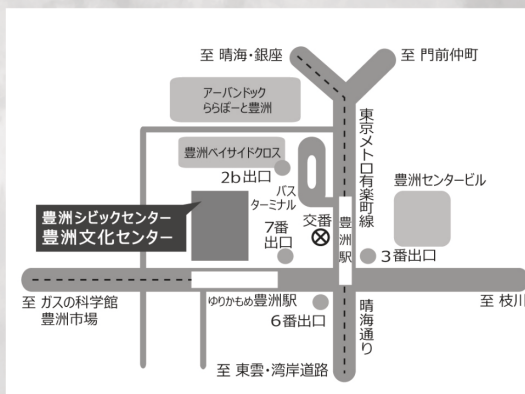 至 晴海・銀座
至 門前仲町
アーバンドック
ららぽーと豊洲
東京メトロ有楽町線
豊洲ベイサイドクロス
2b出口
バス
ターミナル
豊洲センタービル
豊洲シビックセンター
豊洲文化センター
7番
出口
交番
豊洲駅
3番出口
至 ガスの科学館
豊洲市場
ゆりかもめ豊洲駅
6番出口
晴海通り
至 枝川
至 東雲・湾岸道路